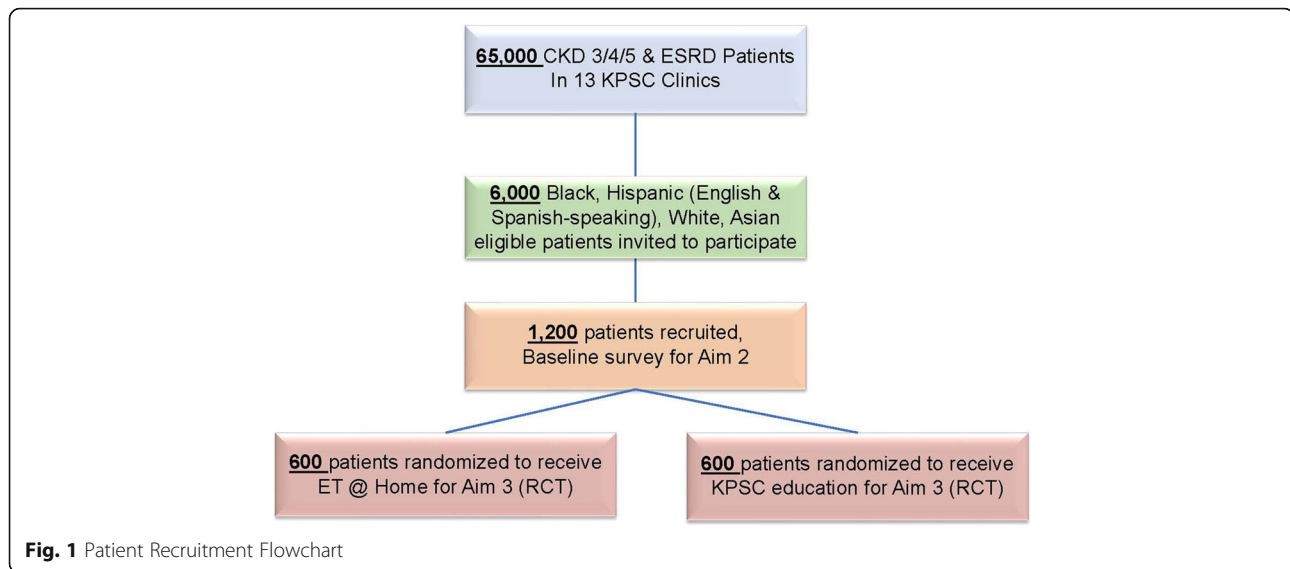 65,000 CKD 3/4/5 & ESRD Patients
In 13 KPSC Clinics
6,000 Black, Hispanic (English &
Spanish-speaking), White, Asian
eligible patients invited to participate
1,200 patients recruited,
Baseline survey for Aim 2
600 patients randomized to receive
ET @ Home for Aim 3 (RCT)
600 patients randomized to receive
KPSC education for Aim 3 (RCT)
Fig. 1 Patient Recruitment Flowchart